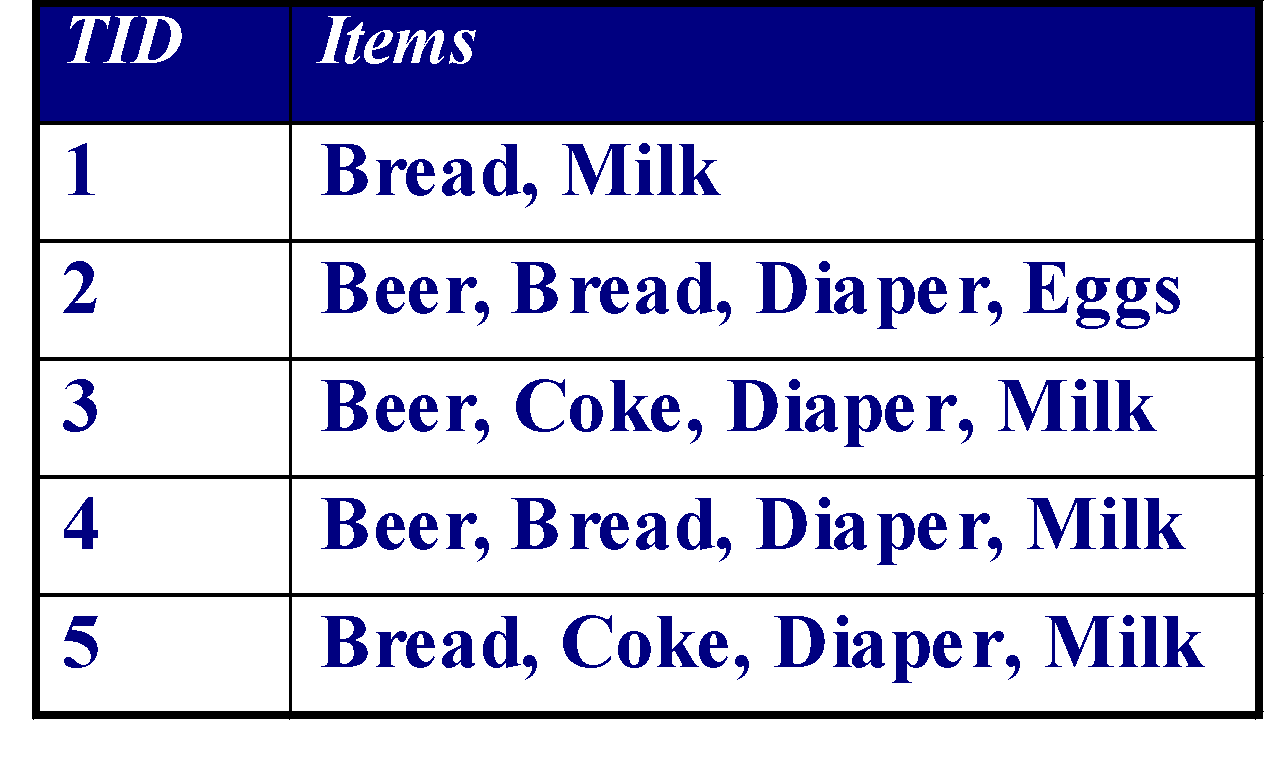 TID Items
1 Bread, Milk
2 Beer, Bread, Diaper, Eggs
3 Beer, Coke, Diaper, Milk
4 Beer, Bread, Diaper, Milk
5 Bread, Coke, Diaper, Milk